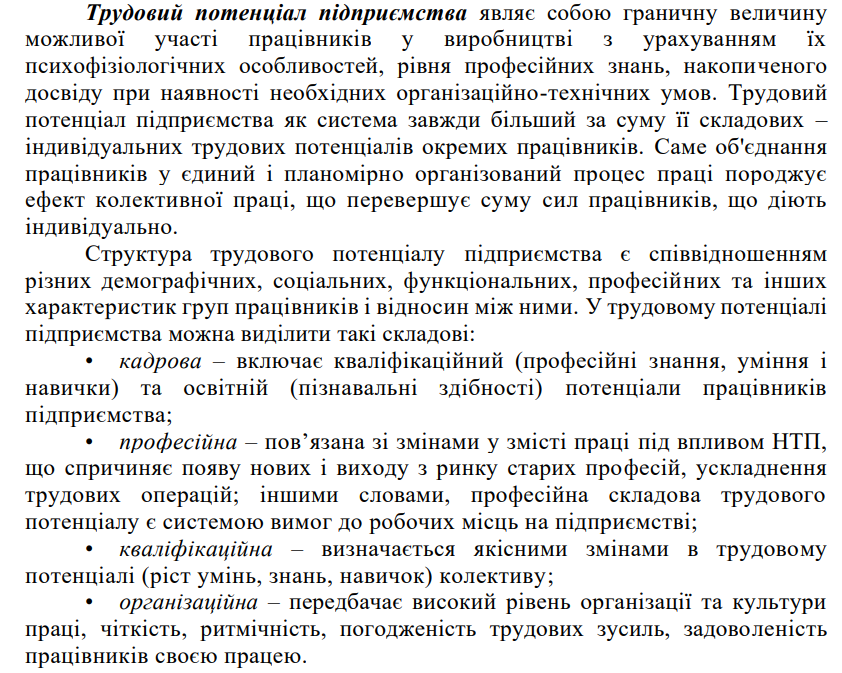 Трудовий потенціал підприємства являє собою граничну величину
можливої участі працівників у виробництві з урахуванням їх
психофізіологічних особливостей, рівня професійних знань, накопиченого
досвіду при наявності необхідних організаційно-технічних умов. Трудовий
потенціал підприємства як система завжди більший за суму її складових –
індивідуальних трудових потенціалів окремих працівників. Саме об'єднання
працівників у єдиний і планомірно організований процес праці породжує
ефект колективної праці, що перевершує суму сил працівників, що діють
індивідуально.
Структура трудового потенціалу підприємства є співвідношенням
різних демографічних, соціальних, функціональних, професійних та інших
характеристик груп працівників і відносин між ними. У трудовому потенціалі
підприємства можна виділити такі складові:
• кадрова – включає кваліфікаційний (професійні знання, уміння і
навички) та освітній (пізнавальні здібності) потенціали працівників
підприємства;
• професійна – пов’язана зі змінами у змісті праці під впливом НТП,
що спричиняє появу нових і виходу з ринку старих професій, ускладнення
трудових операцій; іншими словами, професійна складова трудового
потенціалу є системою вимог до робочих місць на підприємстві;
• кваліфікаційна – визначається якісними змінами в трудовому
потенціалі (ріст умінь, знань, навичок) колективу;
• організаційна – передбачає високий рівень організації та культури
праці, чіткість, ритмічність, погодженість трудових зусиль, задоволеність
працівників своєю працею.